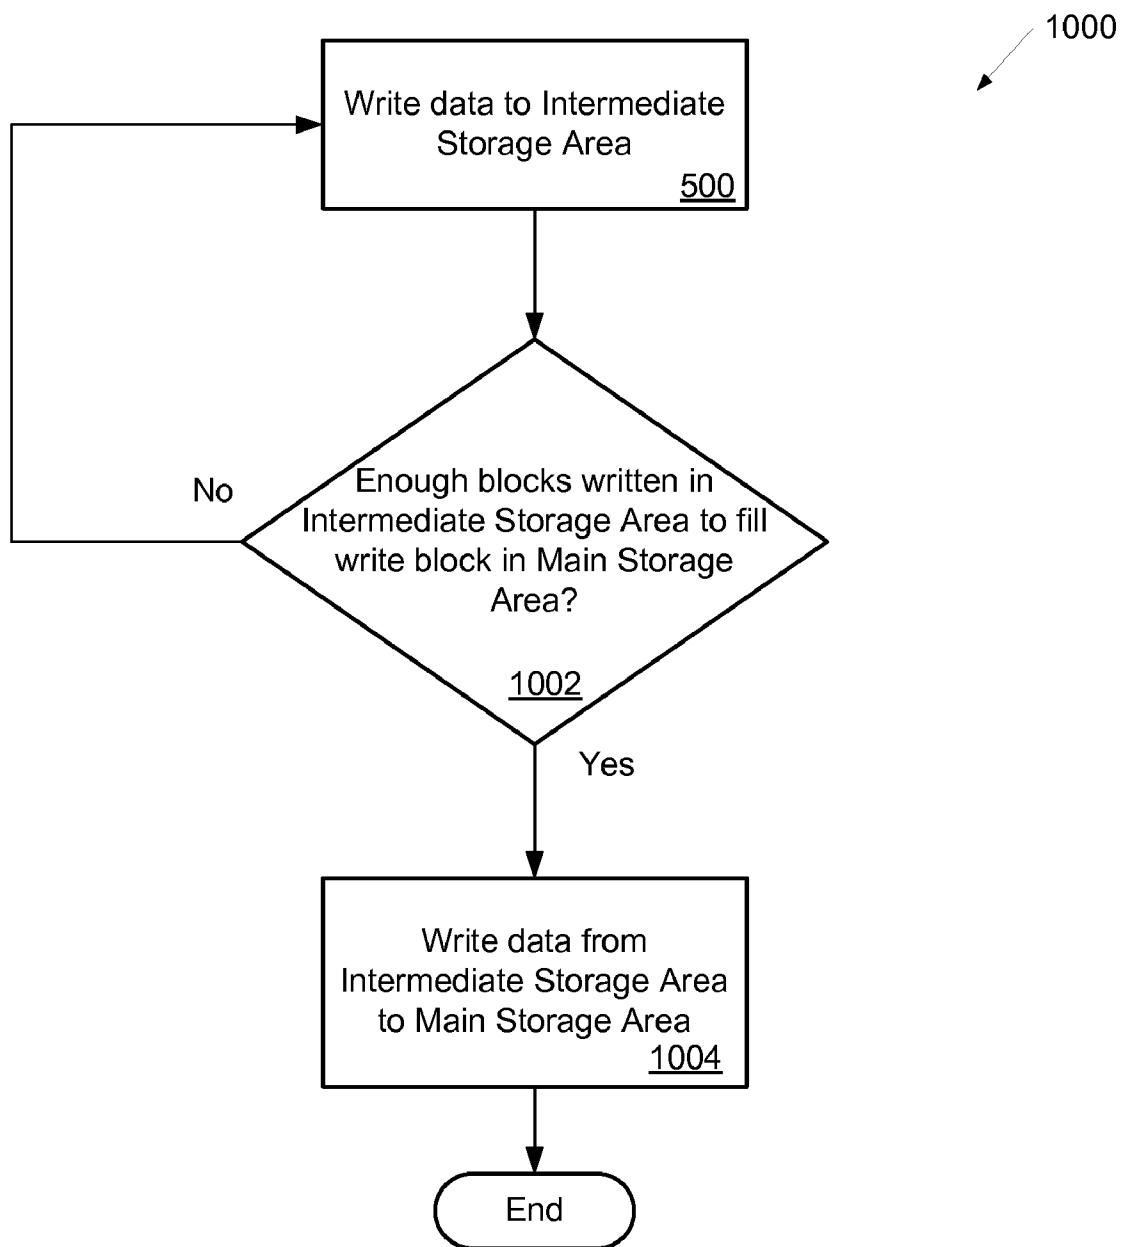 1000
Write data to Intermediate
Storage Area
500
No
Enough blocks written in
Intermediate Storage Area to fill
write block in Main Storage
Area?
1002
Yes
Write data from
Intermediate Storage Area
to Main Storage Area
1004
End